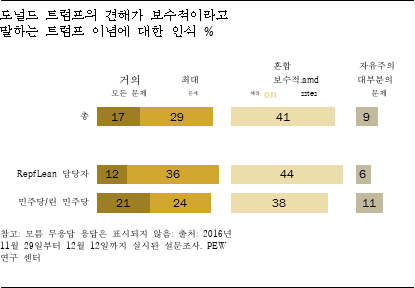 도널드 트럼프의 견해가 보수적이라고
말하는 트럼프 이념에 대한 인식 %
거의 모든 문제
최대 문제
혼합 보수적.amd
on
자유주의 대부분의 문제
총 17 29 41 9
RepfLean 담당자 12 36 44 6
민주당/린 민주당 21 24 38 11
참고: 모름 무응답 응답은 표시되지 않음: 출처: 2016년
11월 29일부터 12월 12일까지 실시된 설문조사. PEW
연구 센터